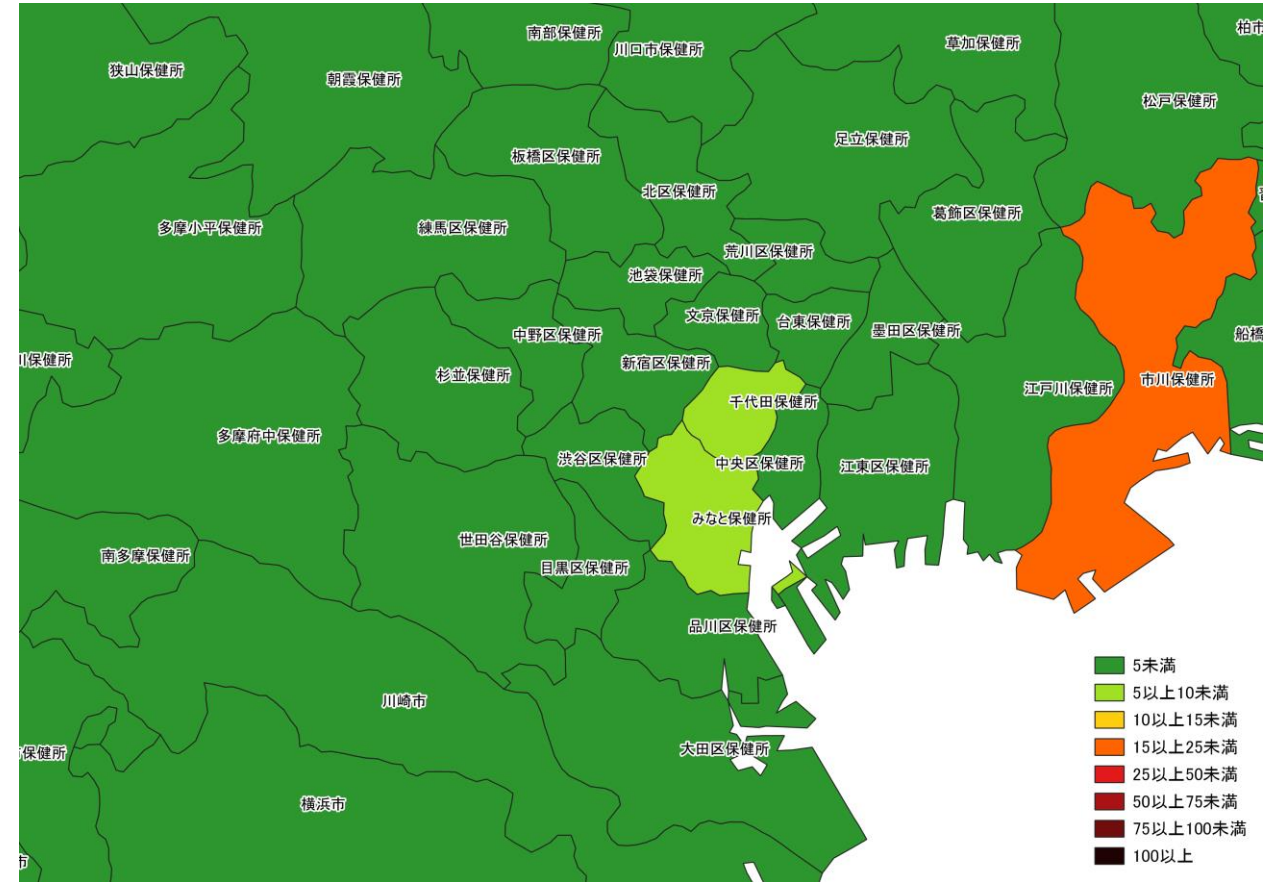 南部保健所
川口市保健所
草加保健所
柏市
狭山保健所
朝霞保健所
松戸保健所
足立保健所
板橋区保健所
北区保健所
葛飾区保健所
多摩小平保健所
練馬区保健所
荒川区保健所
池袋保健所
文京保健所
台東保健所
墨田区保健所
中野区保健所
新宿区保健所
船橋
川保健所
杉並保健所
市川保健所
江戸川保健所
千代田保健所
多摩府中保健所
渋谷区保健所
中央区保健所
江東区保健所
みなと保健所
世田谷保健所
南多摩保健所
目黒区保健所
品川区保健所
川崎市
保健所
大田区保健所
横浜市
市
5未満
5以上10未満
10以上15未満
15以上25未満
25以上50未満
50以上75未満
75以上100未満
100以上